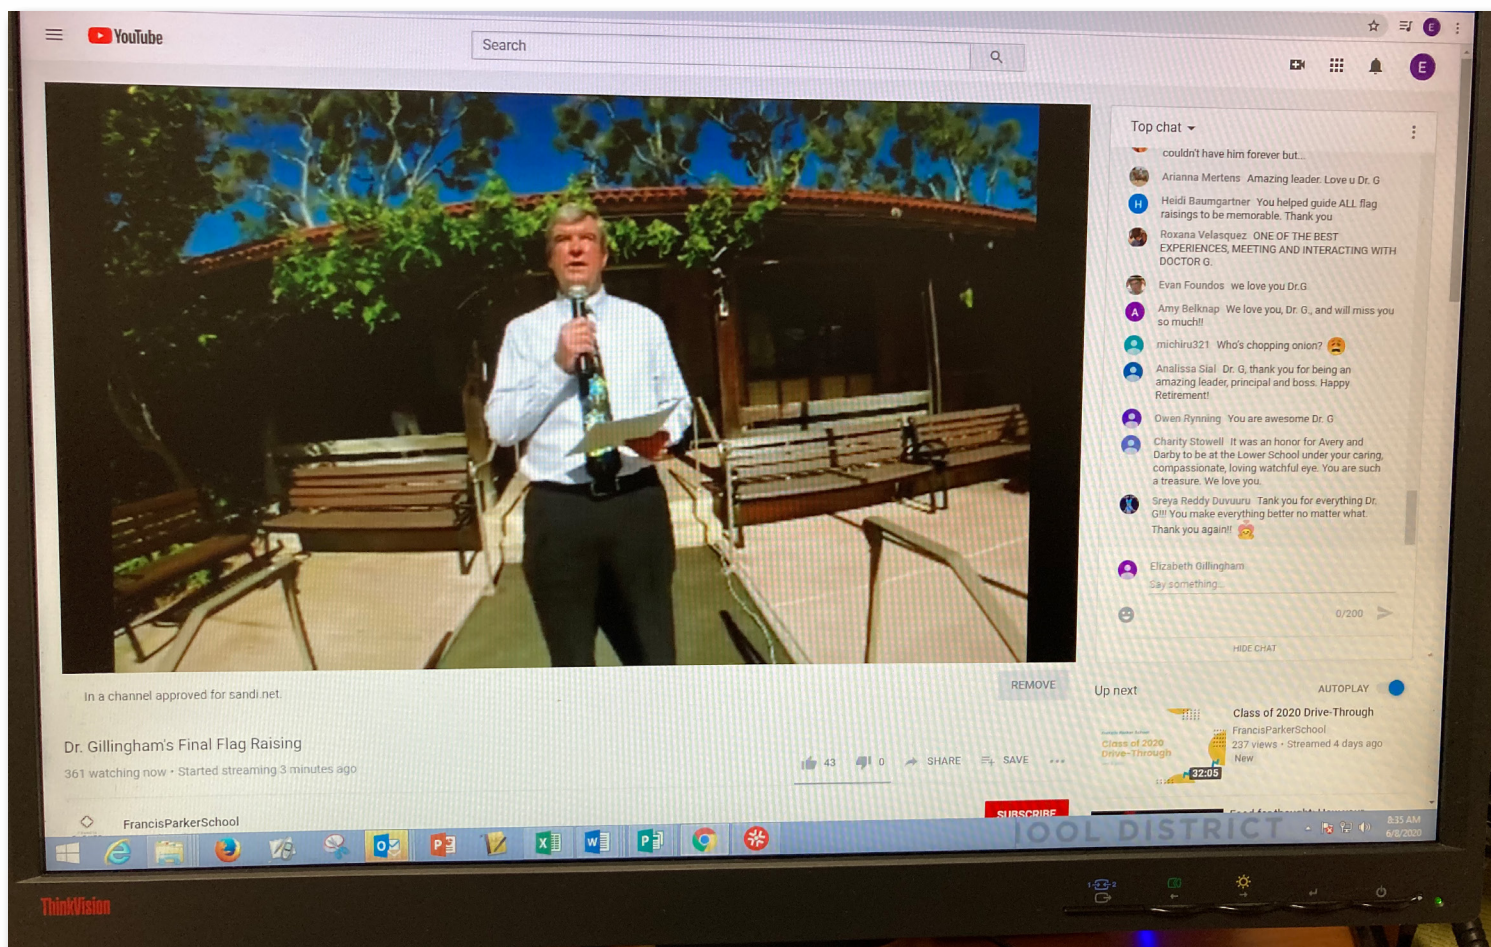 YouTube
Search
E
E
Top chat
couldn't have him forever but...
Arianna Mertens Amazing leader. Love u Dr. G
H
Heidi Baumgartner You helped guide ALL flag
raisings to be memorable. Thank you
Roxana Velasquez ONE OF THE BEST
EXPERIENCES, MEETING AND INTERACTING WITH
DOCTOR G.
Evan Foundos we love you Dr.G
A
Amy Belknap We love you, Dr. G., and will miss you
so much!!
michiru321 Who's chopping onion?
Analissa Sial Dr. G, thank you for being an
amazing leader, principal and boss. Happy
Retirement!
Owen Rynning You are awesome Dr. G
Charity Stowell It was an honor for Avery and
Darby to be at the Lower School under your caring,
compassionate, loving watchful eye. You are such
a treasure. We love you.
Sreya Reddy Duvuuru Tank you for everything Dr.
G!!! You make everything better no matter what.
Thank you again!!
Elizabeth Gillingham
Say something...
0/200
HIDE CHAT
In a channel approved for sandi.net.
REMOVE
Dr. Gillingham's Final Flag Raising
361 watching now • Started streaming 3 minutes ago
43
0
SHARE
SAVE
FrancisParkerSchool
SUBSCRIBE
Up next
AUTOPLAY
Class of 2020
Drive-Through
32:05
Class of 2020 Drive-Through
FrancisParkerSchool
237 views • Streamed 4 days ago
New
OOL DISTRICT
8:35 AM
6/8/2020
ThinkVision